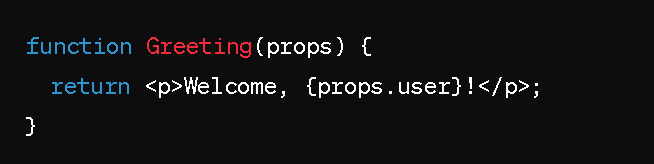 function Greeting(props) {
  return <p>Welcome, {props.user}!</p>;
}